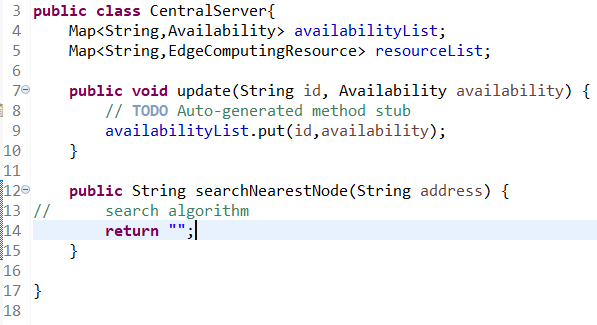 3 public class CentralServer{
4     Map<String,Availability> availabilityList;
5     Map<String,EdgeComputingResource> resourceList;
6
7     public void update(String id, Availability availability) {
8         // TODO Auto-generated method stub
9         availabilityList.put(id,availability);
10     }
11
12     public String searchNearestNode(String address) {
13 //      search algorithm
14         return "";
15     }
16
17 }
18